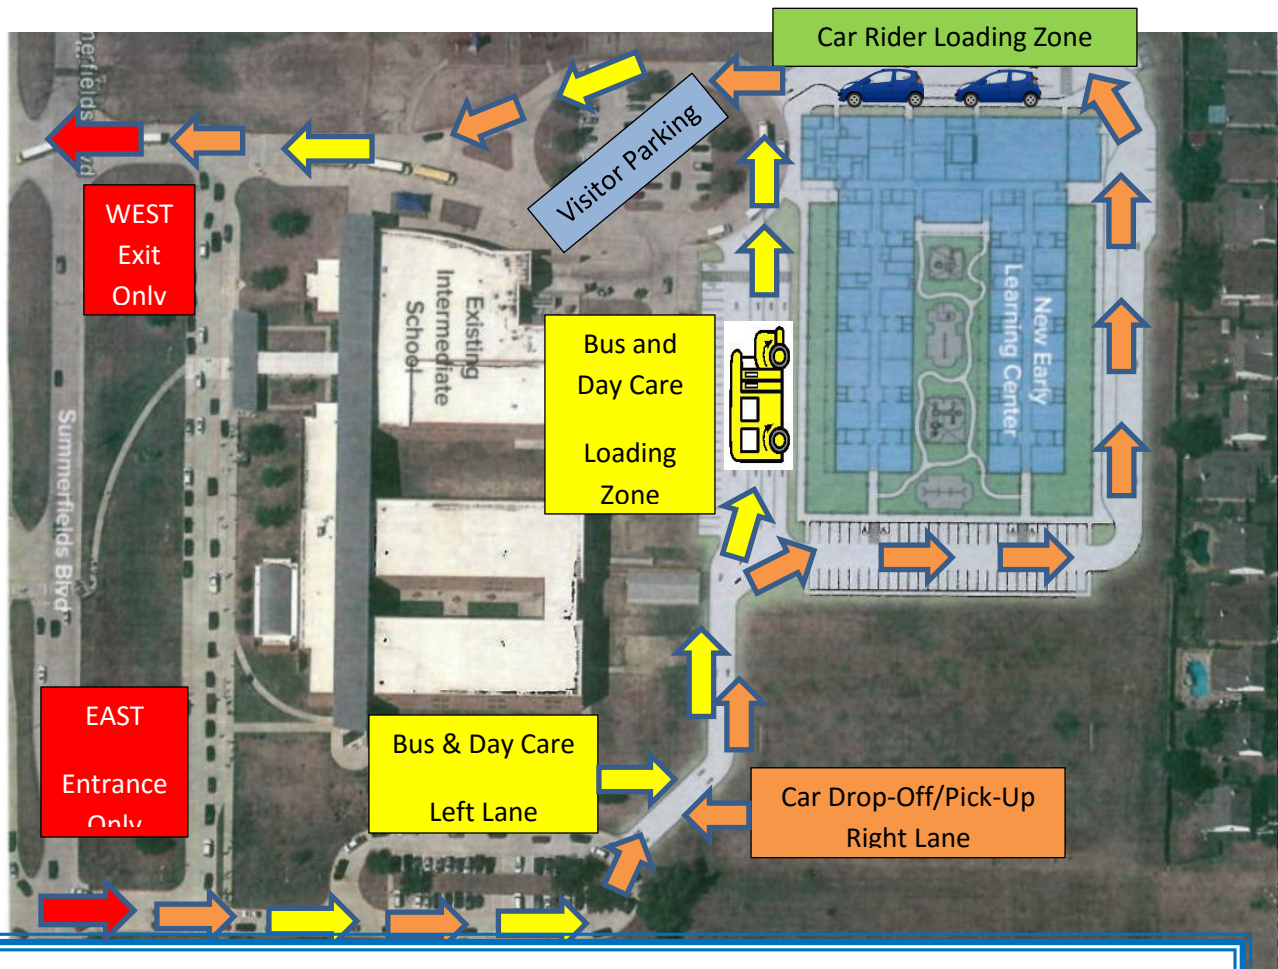 Car Rider Loading Zone
nerfields
vd
Visitor Parking
WEST
Exit
Only
Existing
Intermediate
School
New Early
Learning Center
Bus and
Day Care
Loading
Zone
Summerfields Blvd
EAST
Entrance
Only
Bus & Day Care
Left Lane
Car Drop-Off/Pick-Up
Right Lane